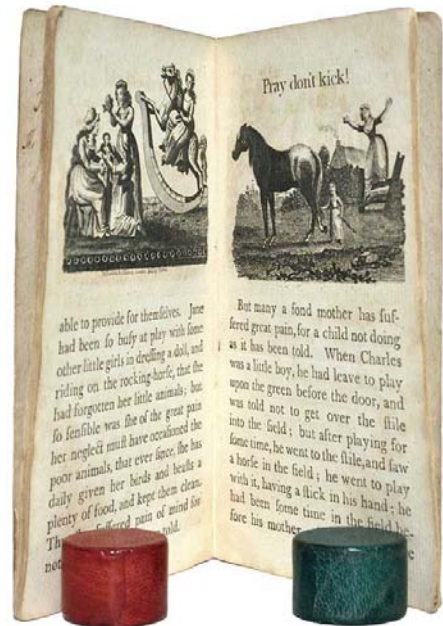 able to provide for themſelves. Jane
had been ſo buſy at play with ſome
other little girls in dreſſing a doll, and
riding on the rocking-horſe, that ſhe
had forgotten her little animals; but
ſo ſenſible was ſhe of the great pain
her neglect muſt have occaſioned the
poor animals, that ever ſince, ſhe has
daily given her birds and beaſts a
plenty of food, and kept them clean.
ſuffered pain of mind for
not told.
Pray don't kick!
But many a fond mother has ſuf-
fered great pain, for a child not doing
as it has been told. When Charles
was a little boy, he had leave to play
upon the green before the door, and
was told not to get over the ſtile
into the field; but after playing for
ſome time, he went to the ſtile, and ſaw
a horſe in the field; he went to play
with it, having a ſtick in his hand; he
had been ſome time in the field be-
fore his mother